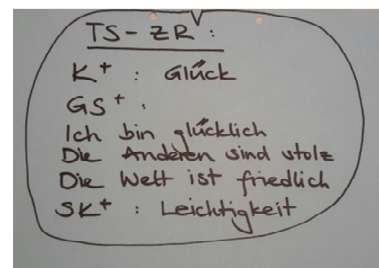 TS-ZR:
K+ : Glück
GS+ :
Ich bin glücklich
Die Anderen sind stolz
Die Welt ist friedlich
SK+ : Leichtigkeit